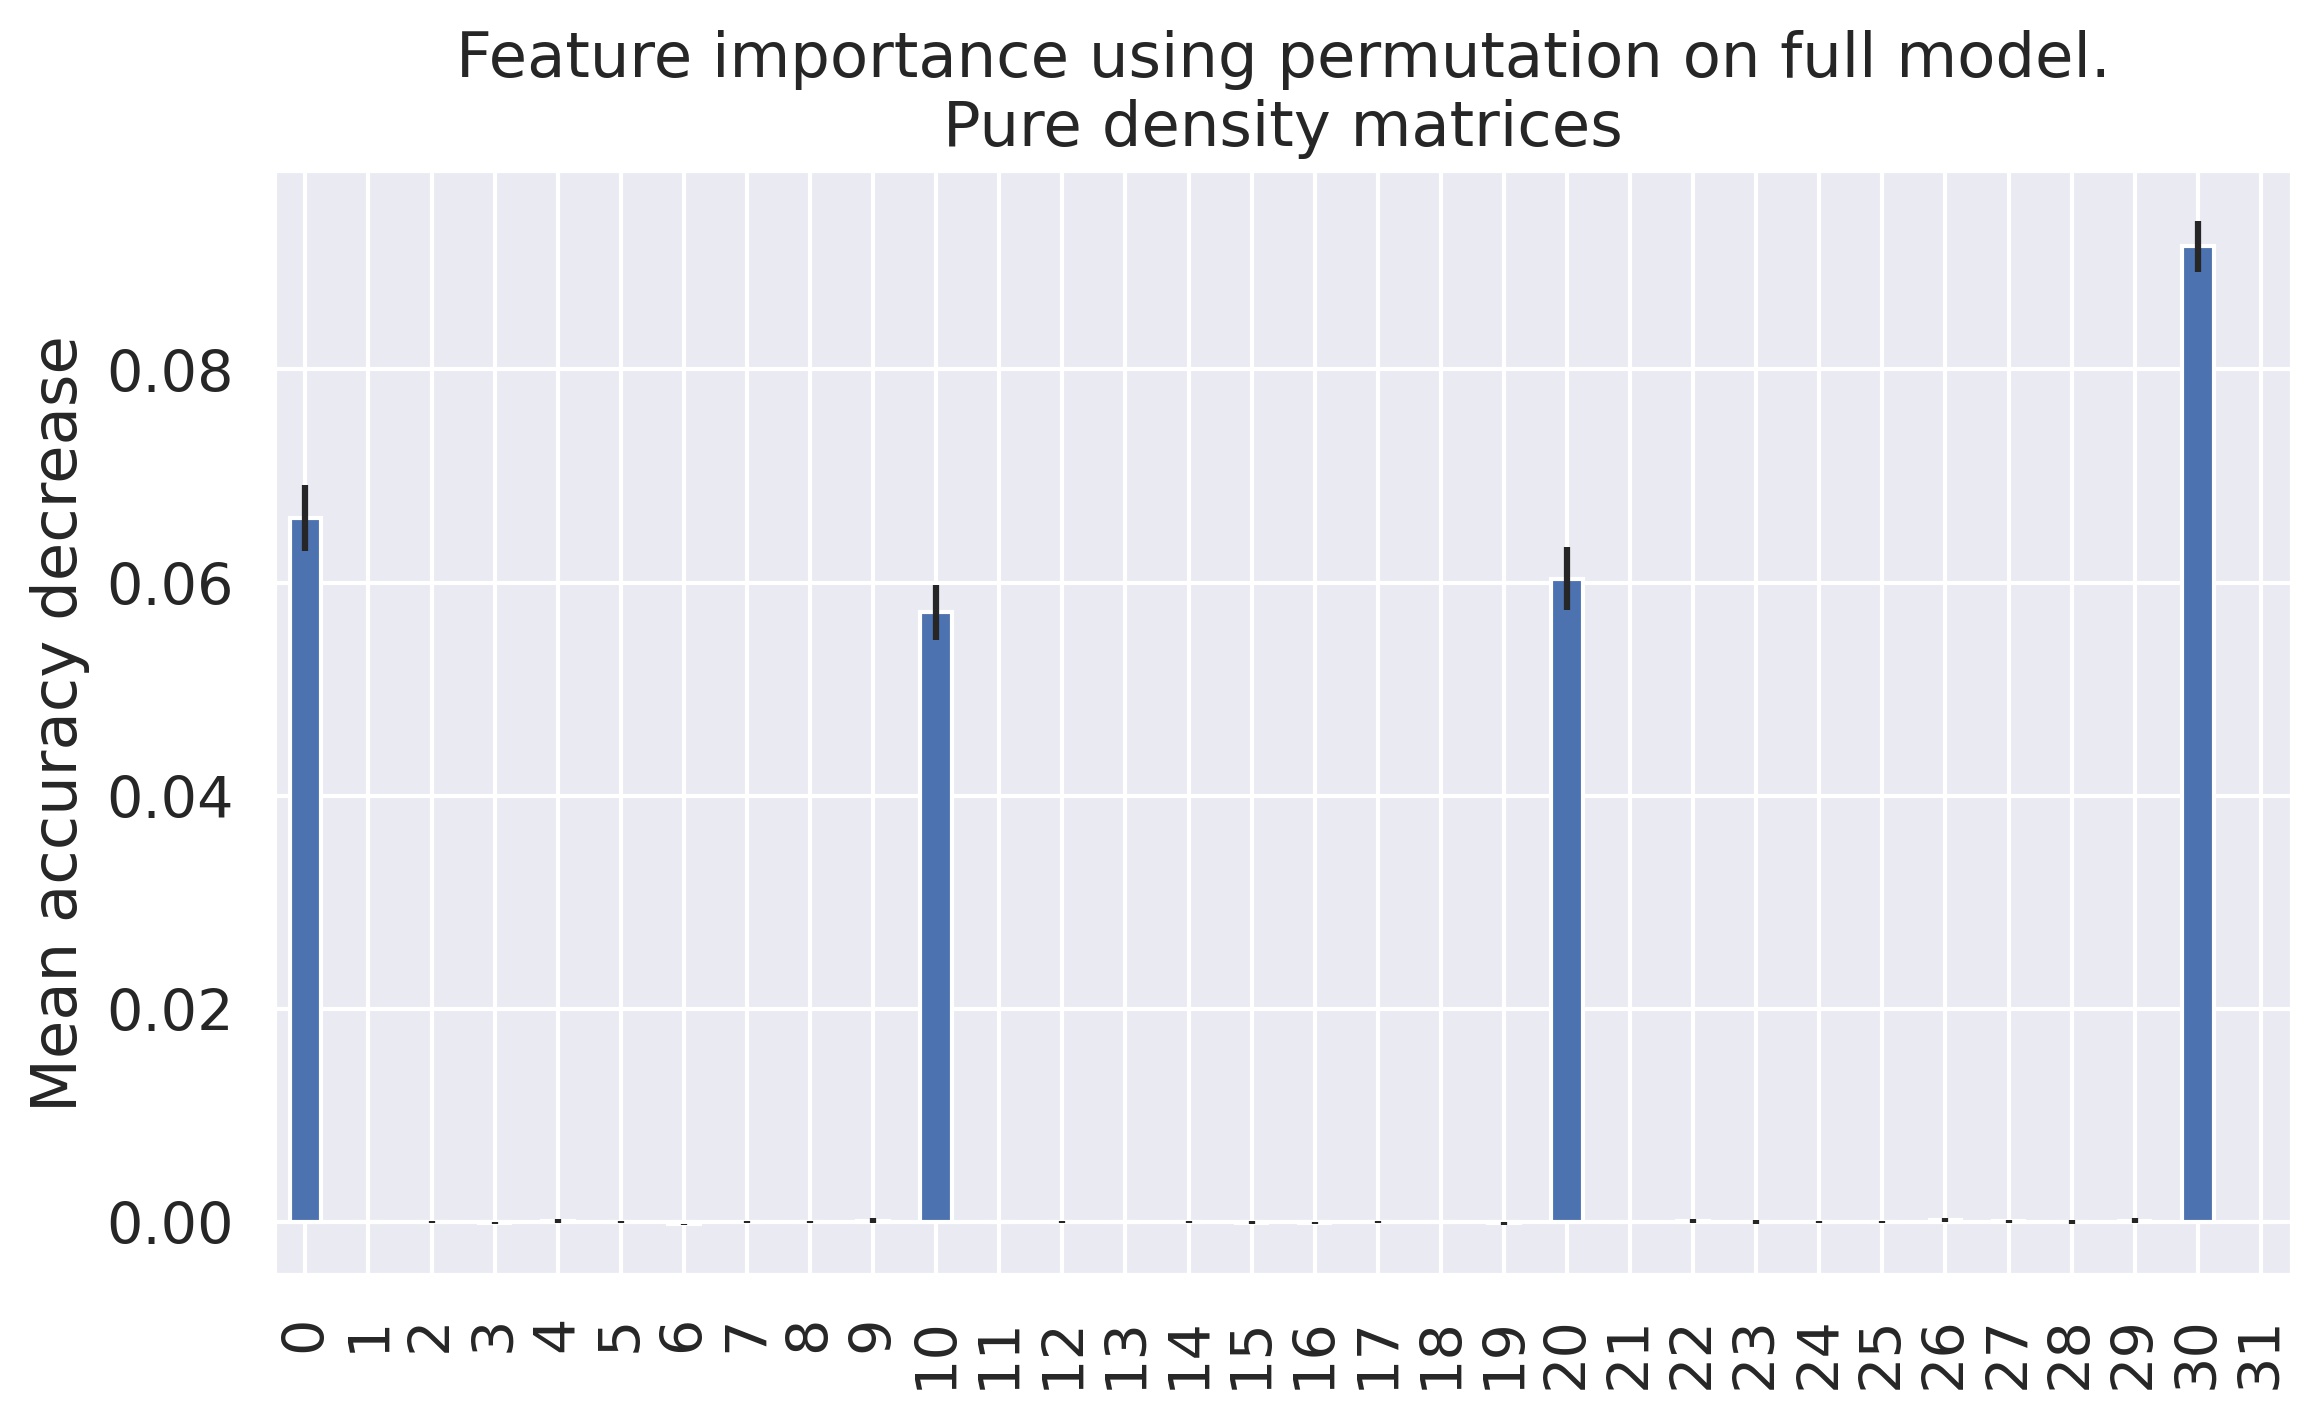 Feature importance using permutation on full model.
Pure density matrices
Mean accuracy decrease
0.08
0.06
0.04
0.02
0.00
0 1 2 3 4 5 6 7 8 9 10 11 12 13 14 15 16 17 18 19 20 21 22 23 24 25 26 27 28 29 30 31